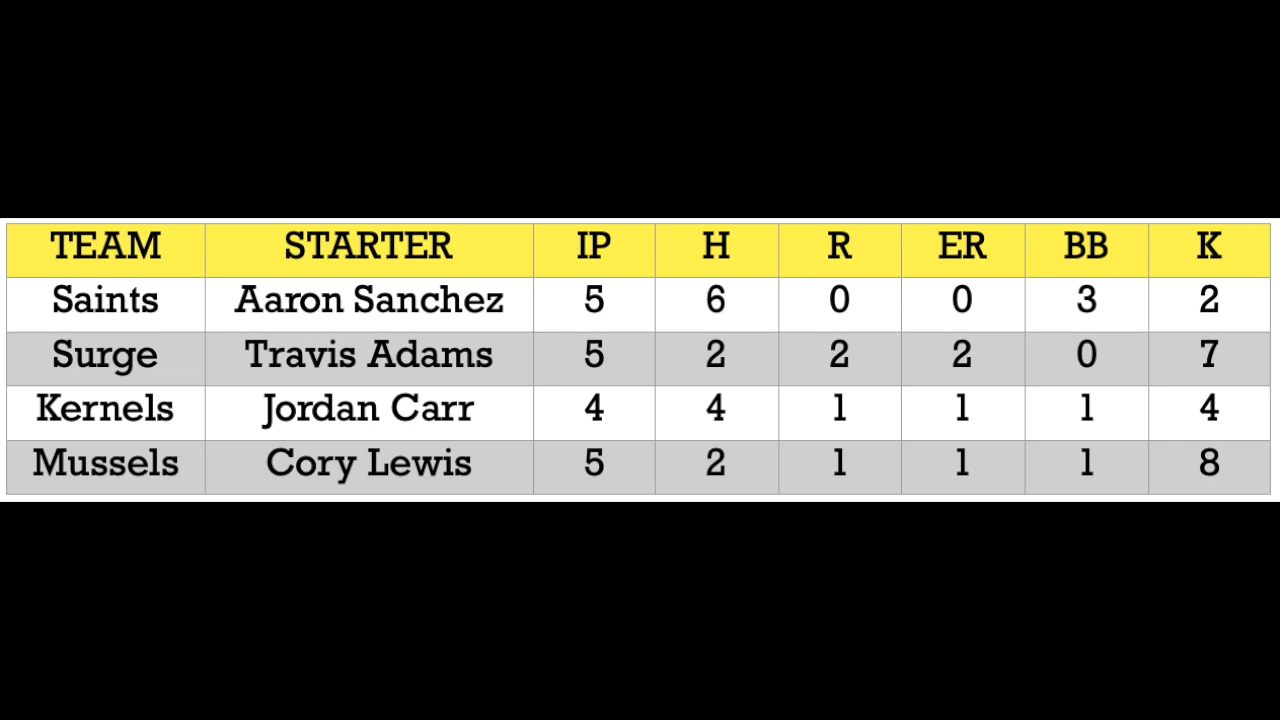 TEAM STARTER IP H R ER BB K
Saints Aaron Sanchez 5 6 0 0 3 2
Surge Travis Adams 5 2 2 2 0 7
Kernels Jordan Carr 4 4 1 1 1 4
Mussels Cory Lewis 5 2 1 1 1 8